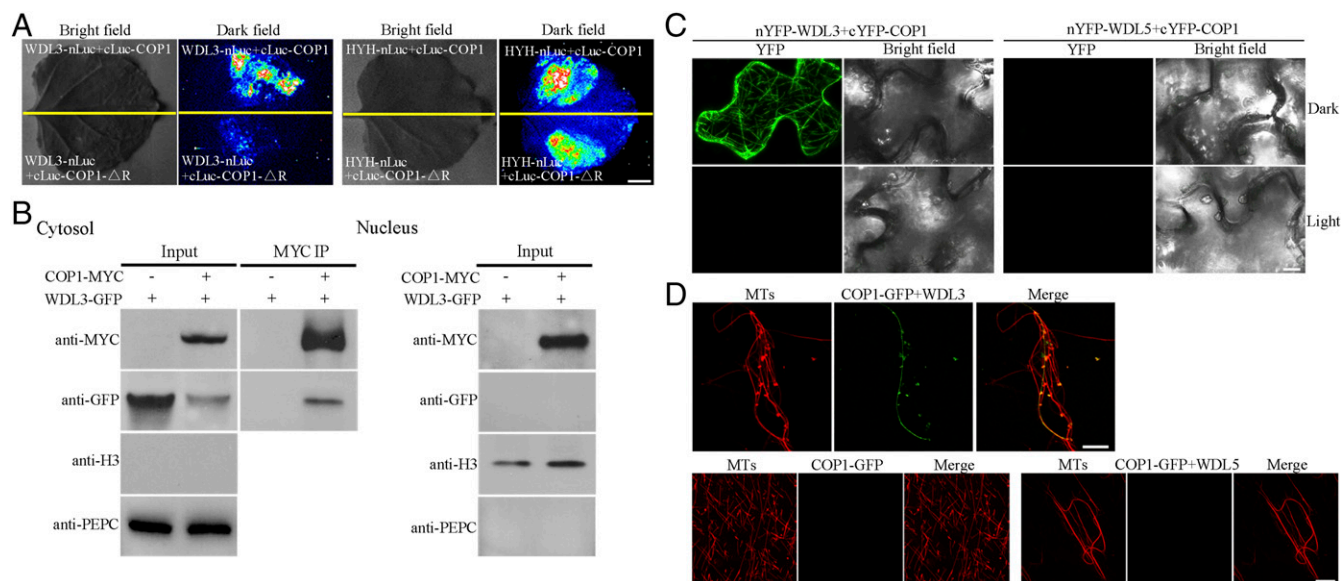 A
Bright field
Dark field
Bright field
Dark field
WDL3-nLuc+cLuc-COP1
WDL3-nLuc+cLuc-COP1
HYH-nLuc+cLuc-COP1
HYH-nLuc+cLuc-COP1
WDL3-nLuc
+cLuc-COP1-△R
WDL3-nLuc
+cLuc-COP1-△R
HYH-nLuc
+cLuc-COP1-△R
HYH-nLuc
+cLuc-COP1-△R
B
Cytosol
Nucleus
Input
MYC IP
Input
COP1-MYC - + - +
WDL3-GFP + + + +
COP1-MYC - +
WDL3-GFP + +
anti-MYC
anti-GFP
anti-H3
anti-PEPC
anti-MYC
anti-GFP
anti-H3
anti-PEPC
C
nYFP-WDL3+cYFP-COP1
nYFP-WDL5+cYFP-COP1
YFP
Bright field
YFP
Bright field
Dark
Light
D
MTs
COP1-GFP+WDL3
Merge
MTs
COP1-GFP
Merge
MTs
COP1-GFP+WDL5
Merge